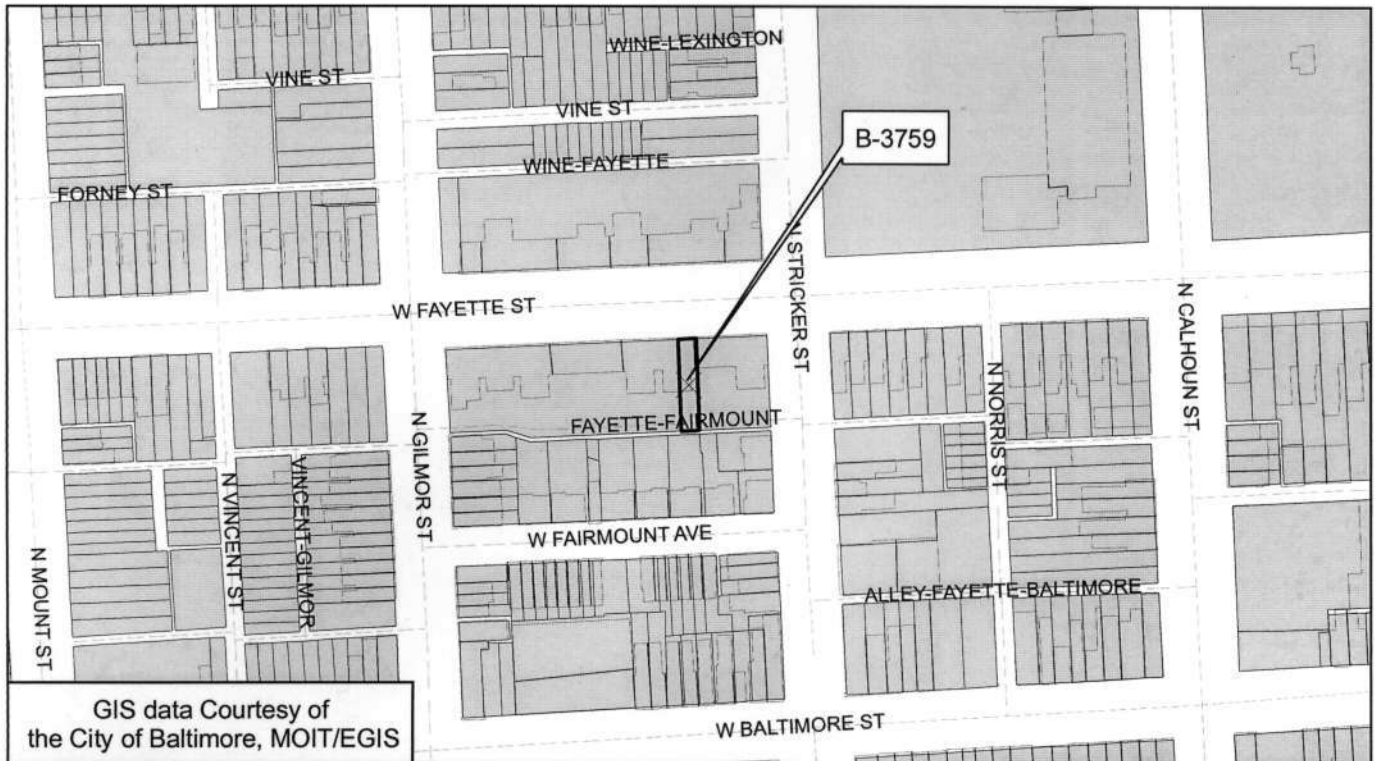 WINE-LEXINGTON
VINE ST
VINE ST
B-3759
WINE-FAYETTE
FORNEY ST
N STRICKER ST
W FAYETTE ST
N CALHOUN ST
N NORRIS ST
FAYETTE-FAIRMOUNT
N GILMOR ST
VINCENT-GILMOR
N VINCENT ST
W FAIRMOUNT AVE
N MOUNT ST
ALLEY-FAYETTE-BALTIMORE
W BALTIMORE ST
GIS data Courtesy of
the City of Baltimore, MOIT/EGIS